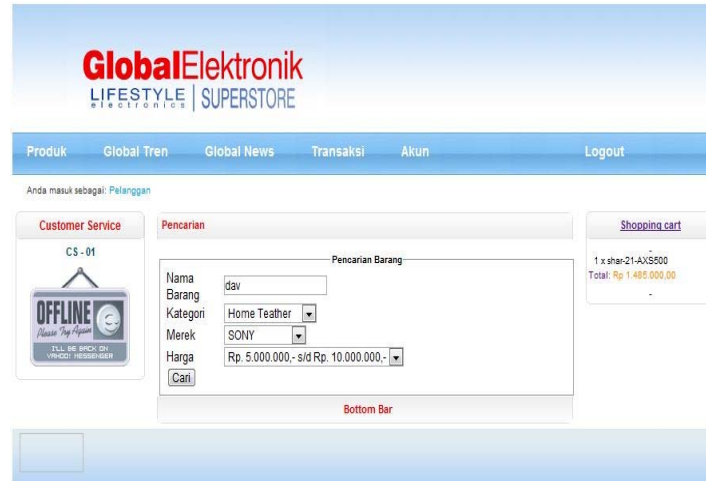 GlobalElektronik
LIFESTYLE | SUPERSTORE
electronics
Produk Global Tren Global News Transaksi Akun Logout
Anda masuk sebagai: Pelanggan
Customer Service
CS - 01
OFFLINE
Please Try Again
I'LL BE BACK ON
YAHOO! MESSENGER
Pencarian
Pencarian Barang
Nama Barang dav
Kategori Home Teather
Merek SONY
Harga Rp. 5.000.000,- s/d Rp. 10.000.000,-
Cari
Bottom Bar
Shopping cart
-
1 x shar-21-AXS500
Total: Rp 1.485.000,00
-